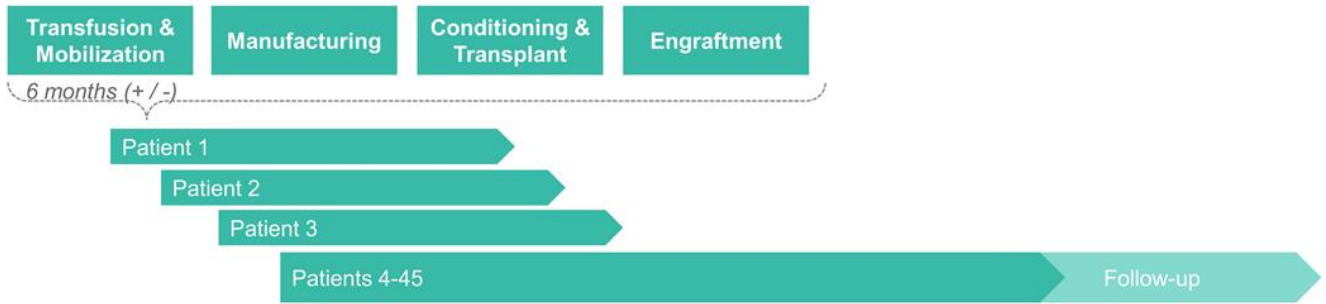 Transfusion &
Mobilization
Manufacturing
Conditioning &
Transplant
Engraftment
6 months (+ / -)
Patient 1
Patient 2
Patient 3
Patients 4-45
Follow-up